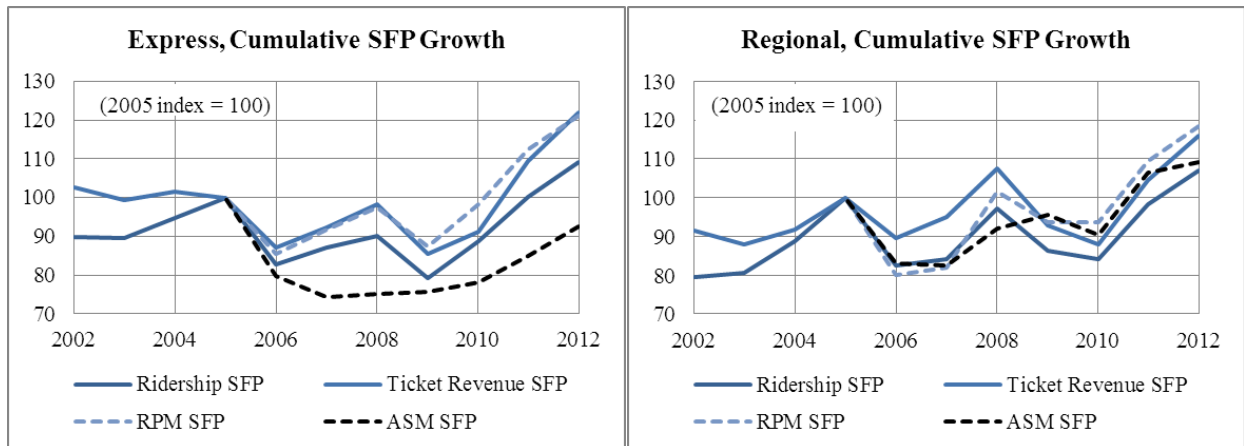 Express, Cumulative SFP Growth
130
(2005 index = 100)
120
110
100
90
80
70
2002 2004 2006 2008 2010 2012
Ridership SFP Ticket Revenue SFP
RPM SFP ASM SFP
Regional, Cumulative SFP Growth
130
(2005 index = 100)
120
110
100
90
80
70
2002 2004 2006 2008 2010 2012
Ridership SFP Ticket Revenue SFP
RPM SFP ASM SFP